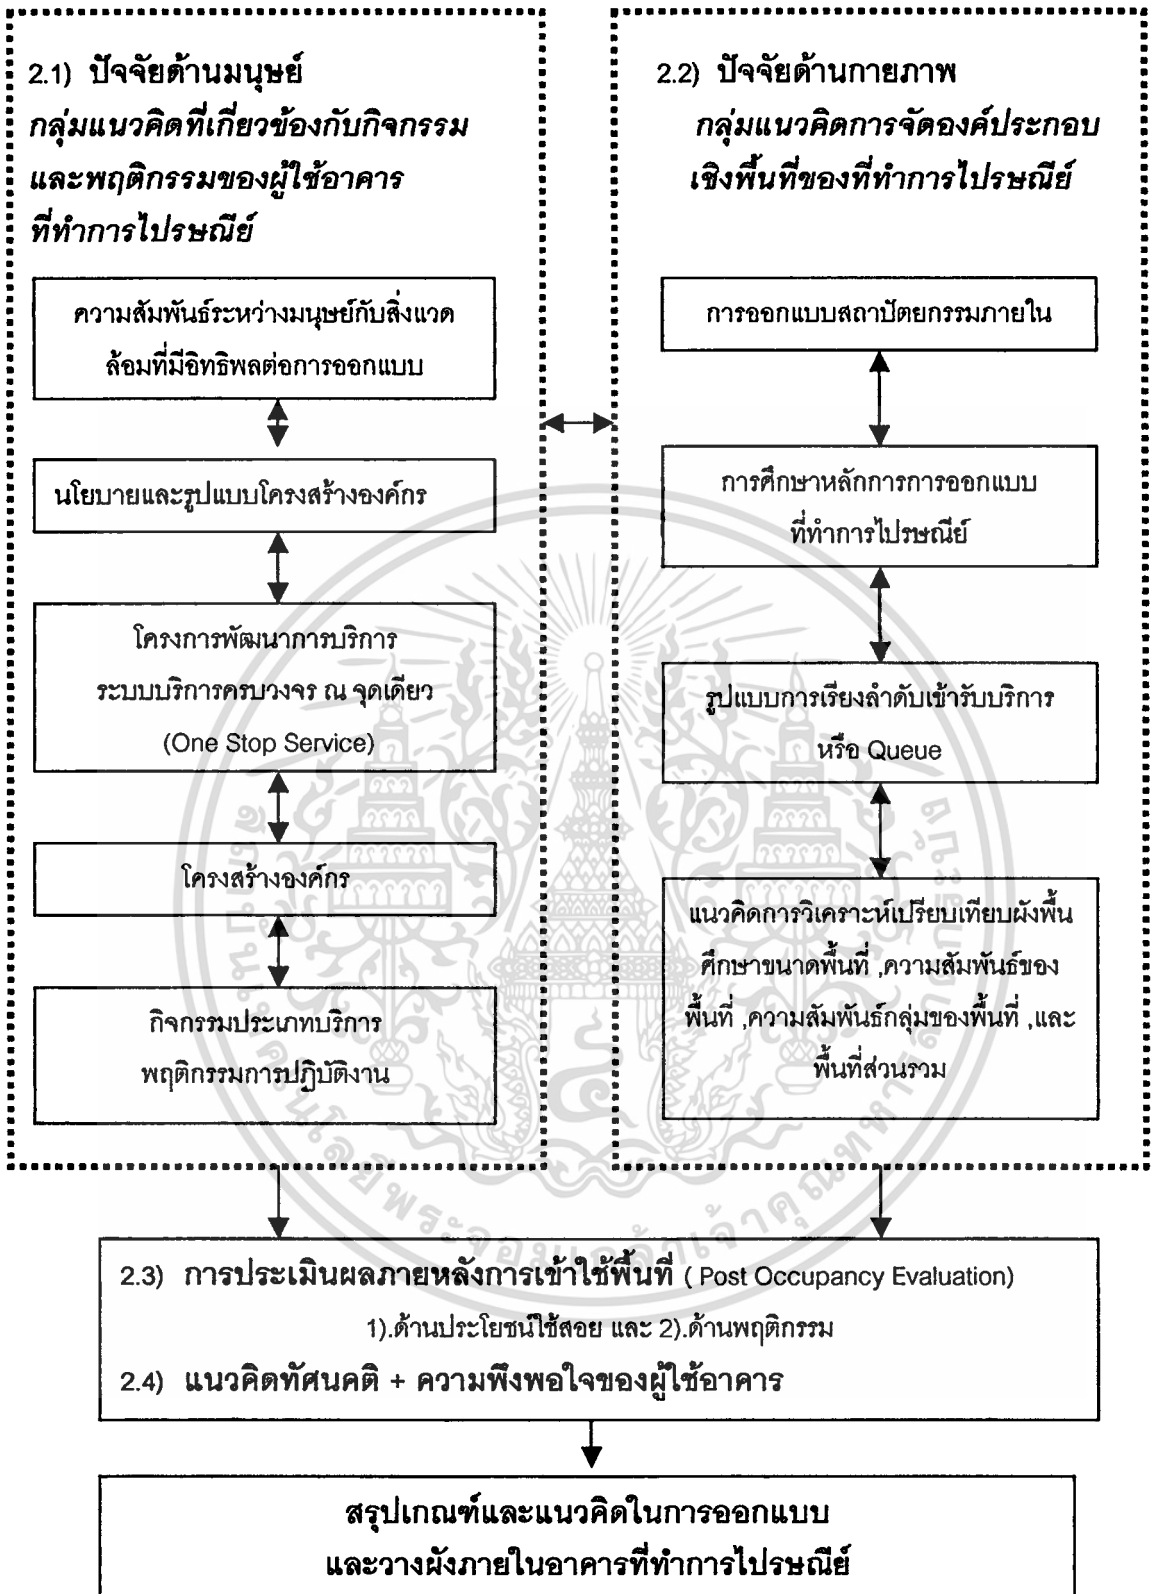 2.1) ปัจจัยด้านมนุษย์
กลุ่มแนวคิดที่เกี่ยวข้องกับกิจกรรม
และพฤติกรรมของผู้ใช้อาคาร
ที่ทำการไปรษณีย์
ความสัมพันธ์ระหว่างมนุษย์กับสิ่งแวด
ล้อมที่มีอิทธิพลต่อการออกแบบ
นโยบายและรูปแบบโครงสร้างองค์กร
โครงการพัฒนาการบริการ
ระบบบริการครบวงจร ณ จุดเดียว
(One Stop Service)
โครงสร้างองค์กร
กิจกรรมประเภทบริการ
พฤติกรรมการปฏิบัติงาน
2.2) ปัจจัยด้านกายภาพ
กลุ่มแนวคิดการจัดองค์ประกอบ
เชิงพื้นที่ของที่ทำการไปรษณีย์
การออกแบบสถาปัตยกรรมภายใน
การศึกษาหลักการการออกแบบ
ที่ทำการไปรษณีย์
รูปแบบการเรียงลำดับเข้ารับบริการ
หรือ Queue
แนวคิดการวิเคราะห์เปรียบเทียบผังพื้น
ศึกษาขนาดพื้นที่ ,ความสัมพันธ์ของ
พื้นที่ ,ความสัมพันธ์กลุ่มของพื้นที่ ,และ
พื้นที่ส่วนรวม
2.3) การประเมินผลภายหลังการเข้าใช้พื้นที่ ( Post Occupancy Evaluation)
1).ด้านประโยชน์ใช้สอย และ 2).ด้านพฤติกรรม
2.4) แนวคิดทัศนคติ + ความพึงพอใจของผู้ใช้อาคาร
สรุปเกณฑ์และแนวคิดในการออกแบบ
และวางผังภายในอาคารที่ทำการไปรษณีย์